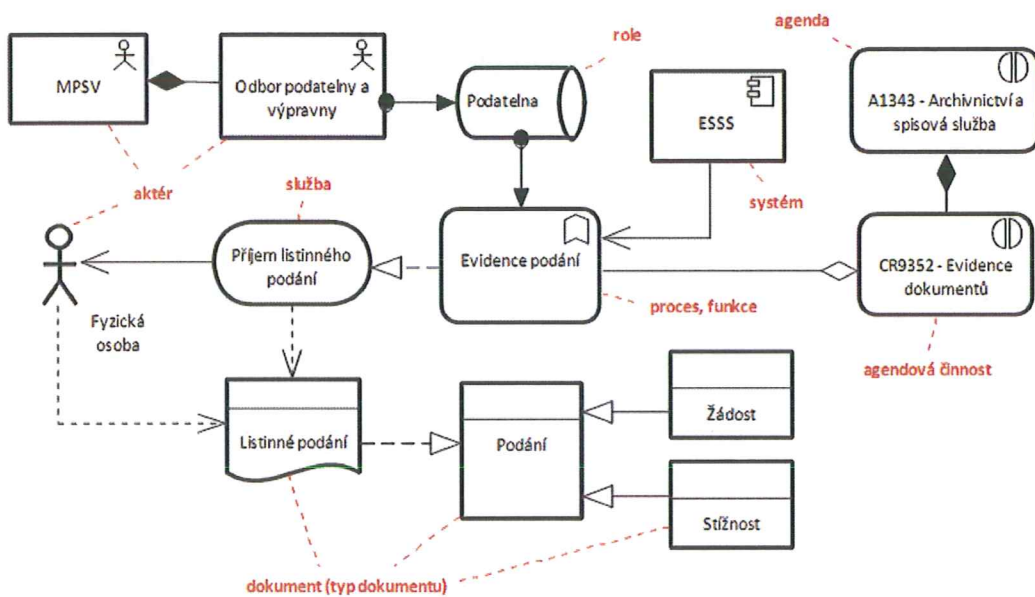 role
agenda
MPSV
Odbor podatelny a
výpravny
Podatelna
ESSS
A1343 - Archivnictví a
spisová služba
aktér
služba
systém
Příjem listinného
podání
Evidence podání
CR9352 - Evidence
dokumentů
Fyzická
osoba
proces, funkce
agendová činnost
Listinné podání
Podání
Žádost
Stížnost
dokument (typ dokumentu)